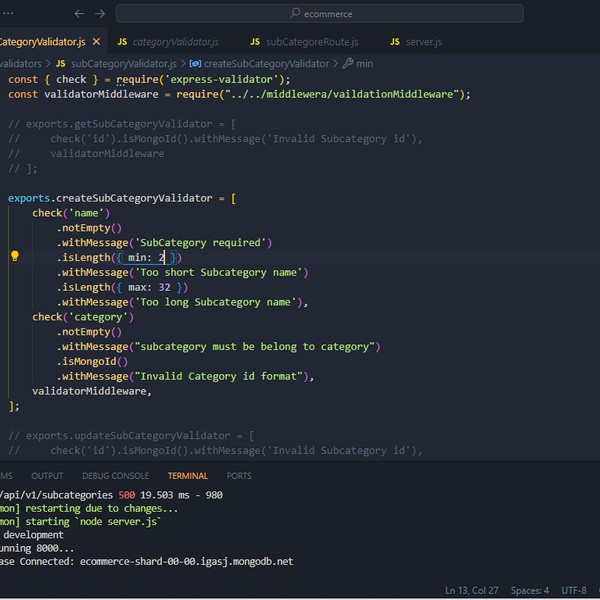 ecommerce
CategoryValidator.js
JS categoryValidator.js
JS subCategoreRoute.js
JS server.js
validators > JS subCategoryValidator.js > createSubCategoryValidator > min
const { check } = require('express-validator');
const validatorMiddleware = require("../../middlewera/vaildationMiddleware");
// exports.getSubCategoryValidator = [
//     check('id').isMongoId().withMessage('Invalid Subcategory id'),
//     validatorMiddleware
// ];
exports.createSubCategoryValidator = [
    check('name')
        .notEmpty()
        .withMessage('SubCategory required')
        .isLength({ min: 2 })
        .withMessage('Too short Subcategory name')
        .isLength({ max: 32 })
        .withMessage('Too long Subcategory name'),
    check('category')
        .notEmpty()
        .withMessage("subcategory must be belong to category")
        .isMongoId()
        .withMessage("Invalid Category id format"),
    validatorMiddleware,
];
// exports.updateSubCategoryValidator = [
//     check('id').isMongoId().withMessage('Invalid Subcategory id'),
MS OUTPUT DEBUG CONSOLE TERMINAL PORTS
/api/v1/subcategories 500 19.503 ms - 980
mon] restarting due to changes...
mon] starting `node server.js`
development
unning 8000...
ase Connected: ecommerce-shard-00-00.igasj.mongodb.net
Ln 13, Col 27 Spaces: 4 UTF-8